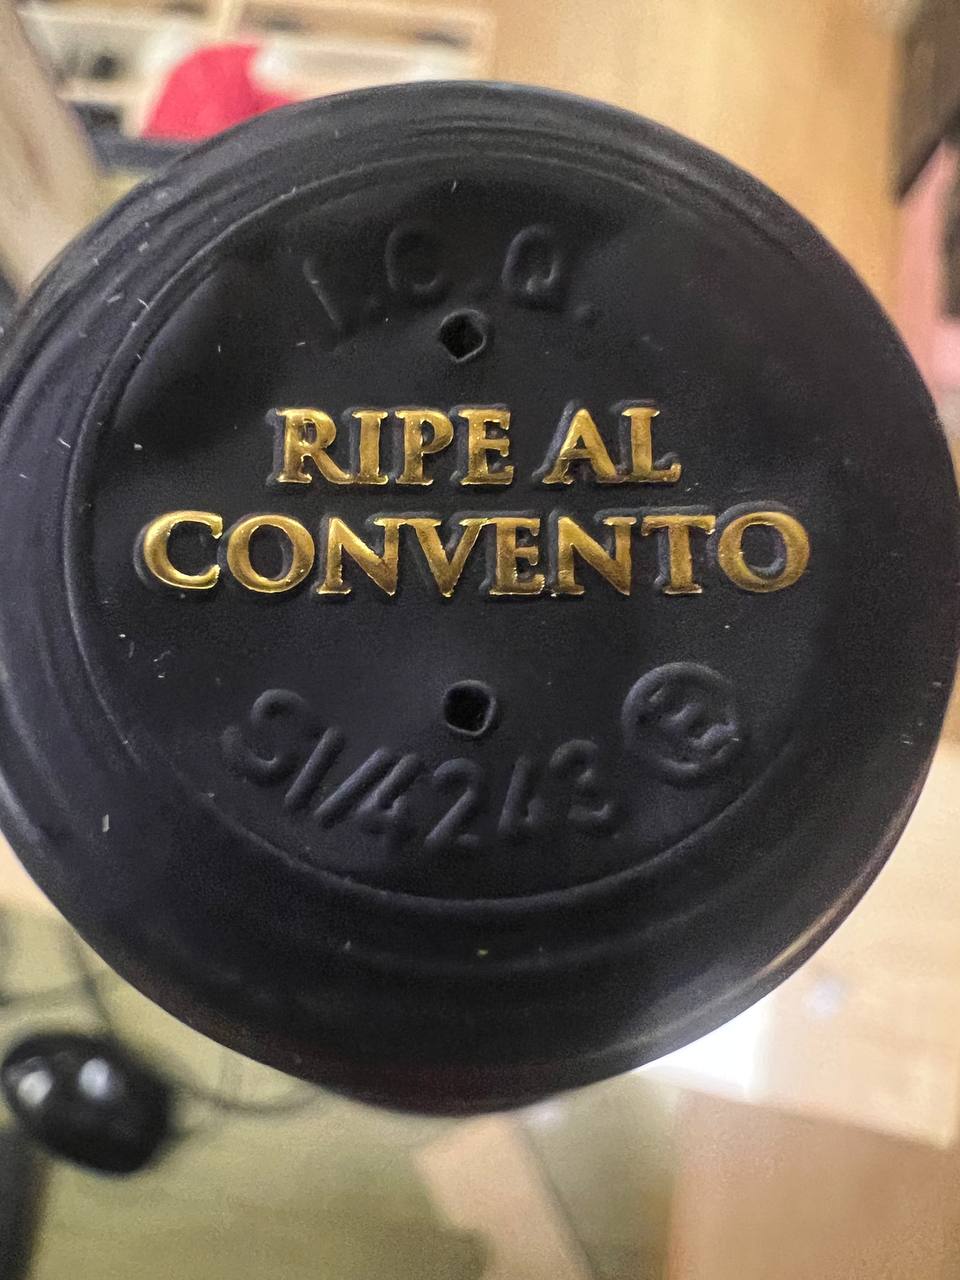 I.C.Q.
RIPE AL
CONVENTO
SI/4243